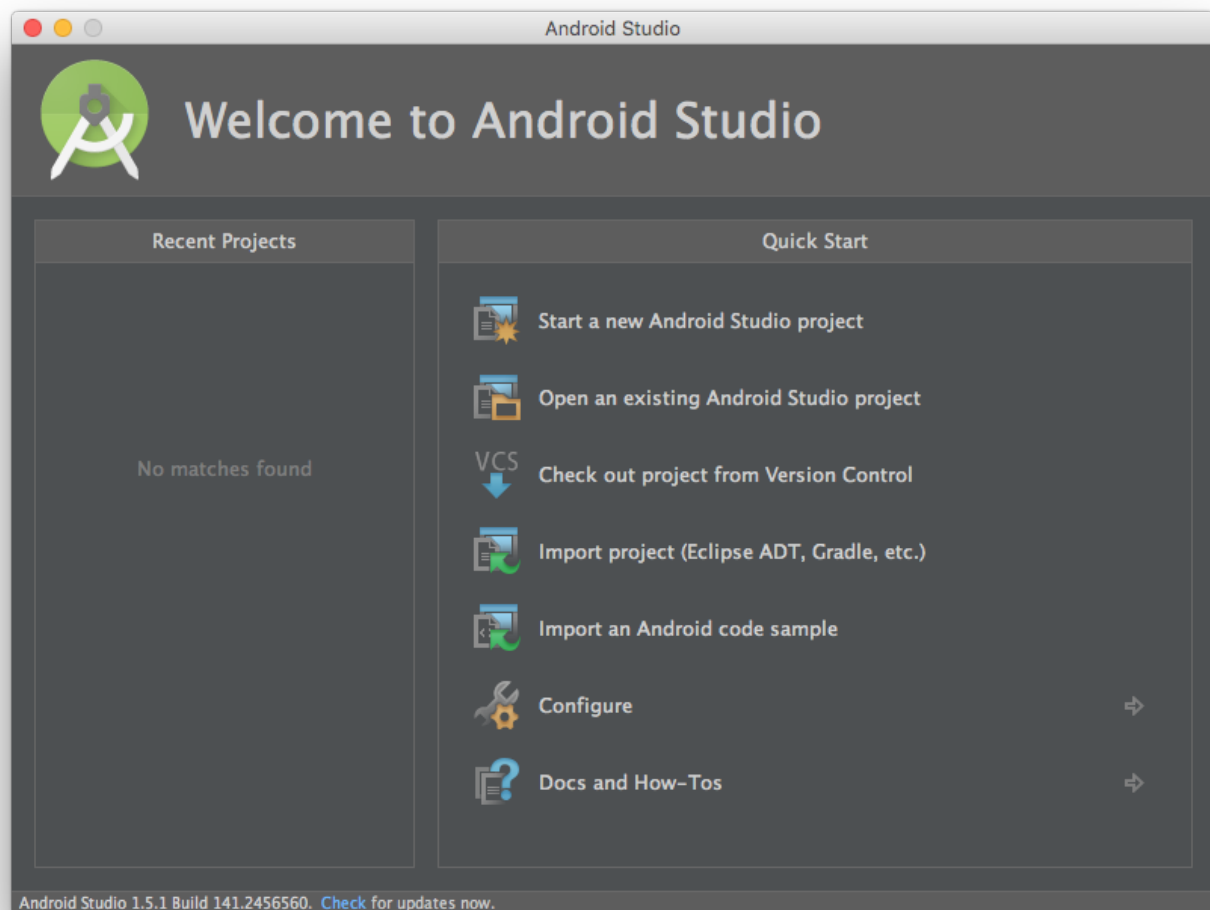 Android Studio
Welcome to Android Studio
Recent Projects
No matches found
Quick Start
Start a new Android Studio project
Open an existing Android Studio project
VCS
Check out project from Version Control
Import project (Eclipse ADT, Gradle, etc.)
Import an Android code sample
Configure
Docs and How-Tos
Android Studio 1.5.1 Build 141.2456560. Check for updates now.